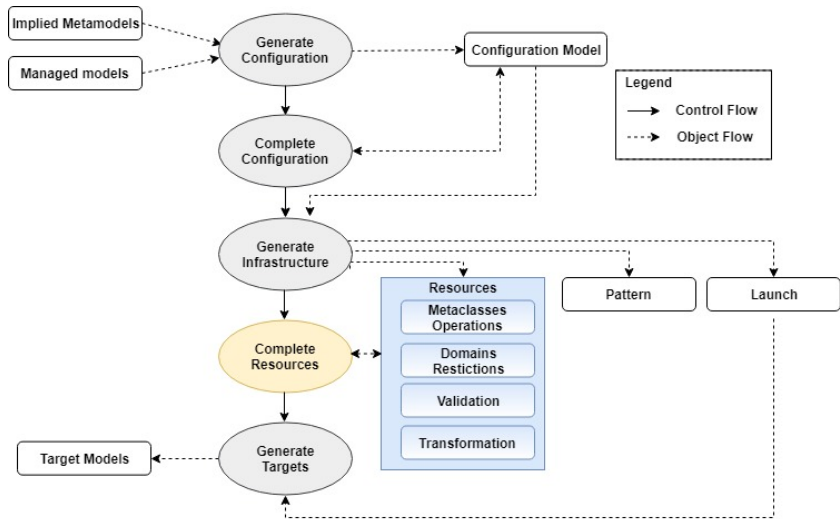 Implied Metamodels
Managed models
Generate
Configuration
Configuration Model
Legend
Control Flow
Object Flow
Complete
Configuration
Generate
Infrastructure
Resources
Metaclasses
Operations
Domains
Restictions
Validation
Transformation
Pattern
Launch
Complete
Resources
Generate
Targets
Target Models